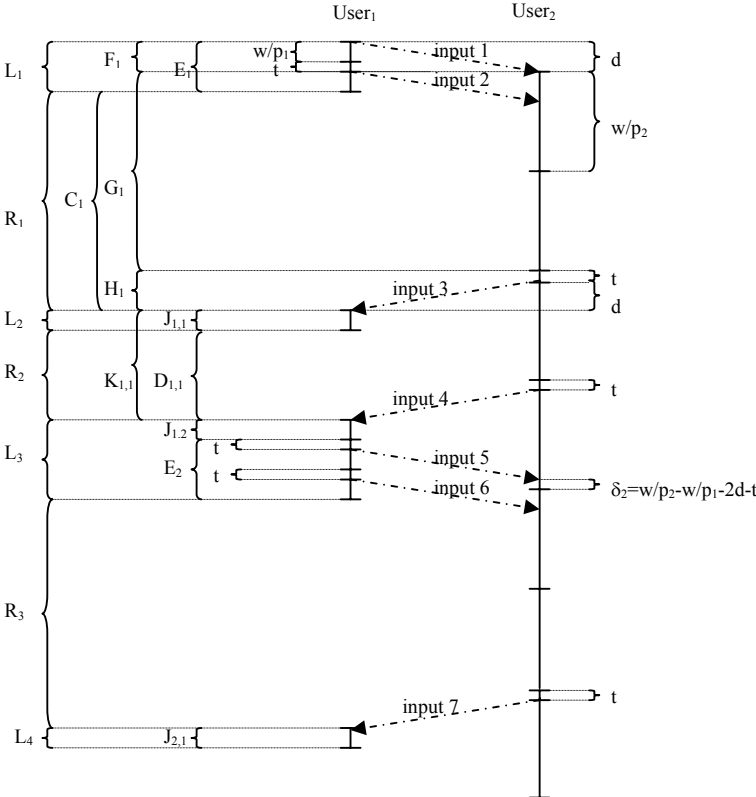 User₁
User₂
L₁
F₁
E₁
w/p₁
t
input 1
input 2
d
w/p₂
R₁
C₁
G₁
H₁
input 3
t
d
L₂
J₁,₁
R₂
K₁,₁
D₁,₁
input 4
t
L₃
J₁,₂
t
E₂
t
input 5
input 6
δ₂=w/p₂-w/p₁-2d-t
R₃
input 7
t
L₄
J₂,₁